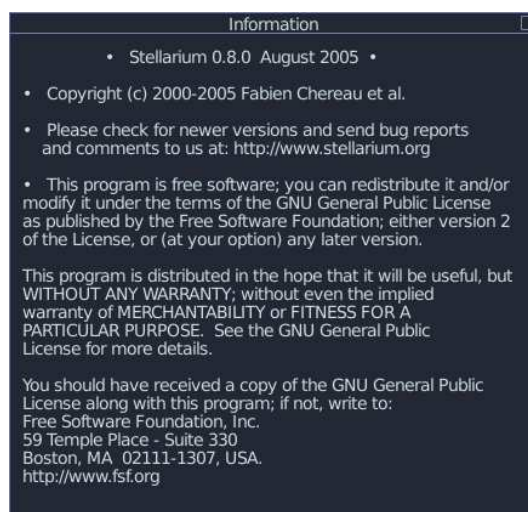 Information
• Stellarium 0.8.0 August 2005 •
• Copyright (c) 2000-2005 Fabien Chereau et al.
• Please check for newer versions and send bug reports
and comments to us at: http://www.stellarium.org
• This program is free software; you can redistribute it and/or
modify it under the terms of the GNU General Public License
as published by the Free Software Foundation; either version 2
of the License, or (at your option) any later version.
This program is distributed in the hope that it will be useful, but
WITHOUT ANY WARRANTY; without even the implied
warranty of MERCHANTABILITY or FITNESS FOR A
PARTICULAR PURPOSE. See the GNU General Public
License for more details.
You should have received a copy of the GNU General Public
License along with this program; if not, write to:
Free Software Foundation, Inc.
59 Temple Place - Suite 330
Boston, MA 02111-1307, USA.
http://www.fsf.org